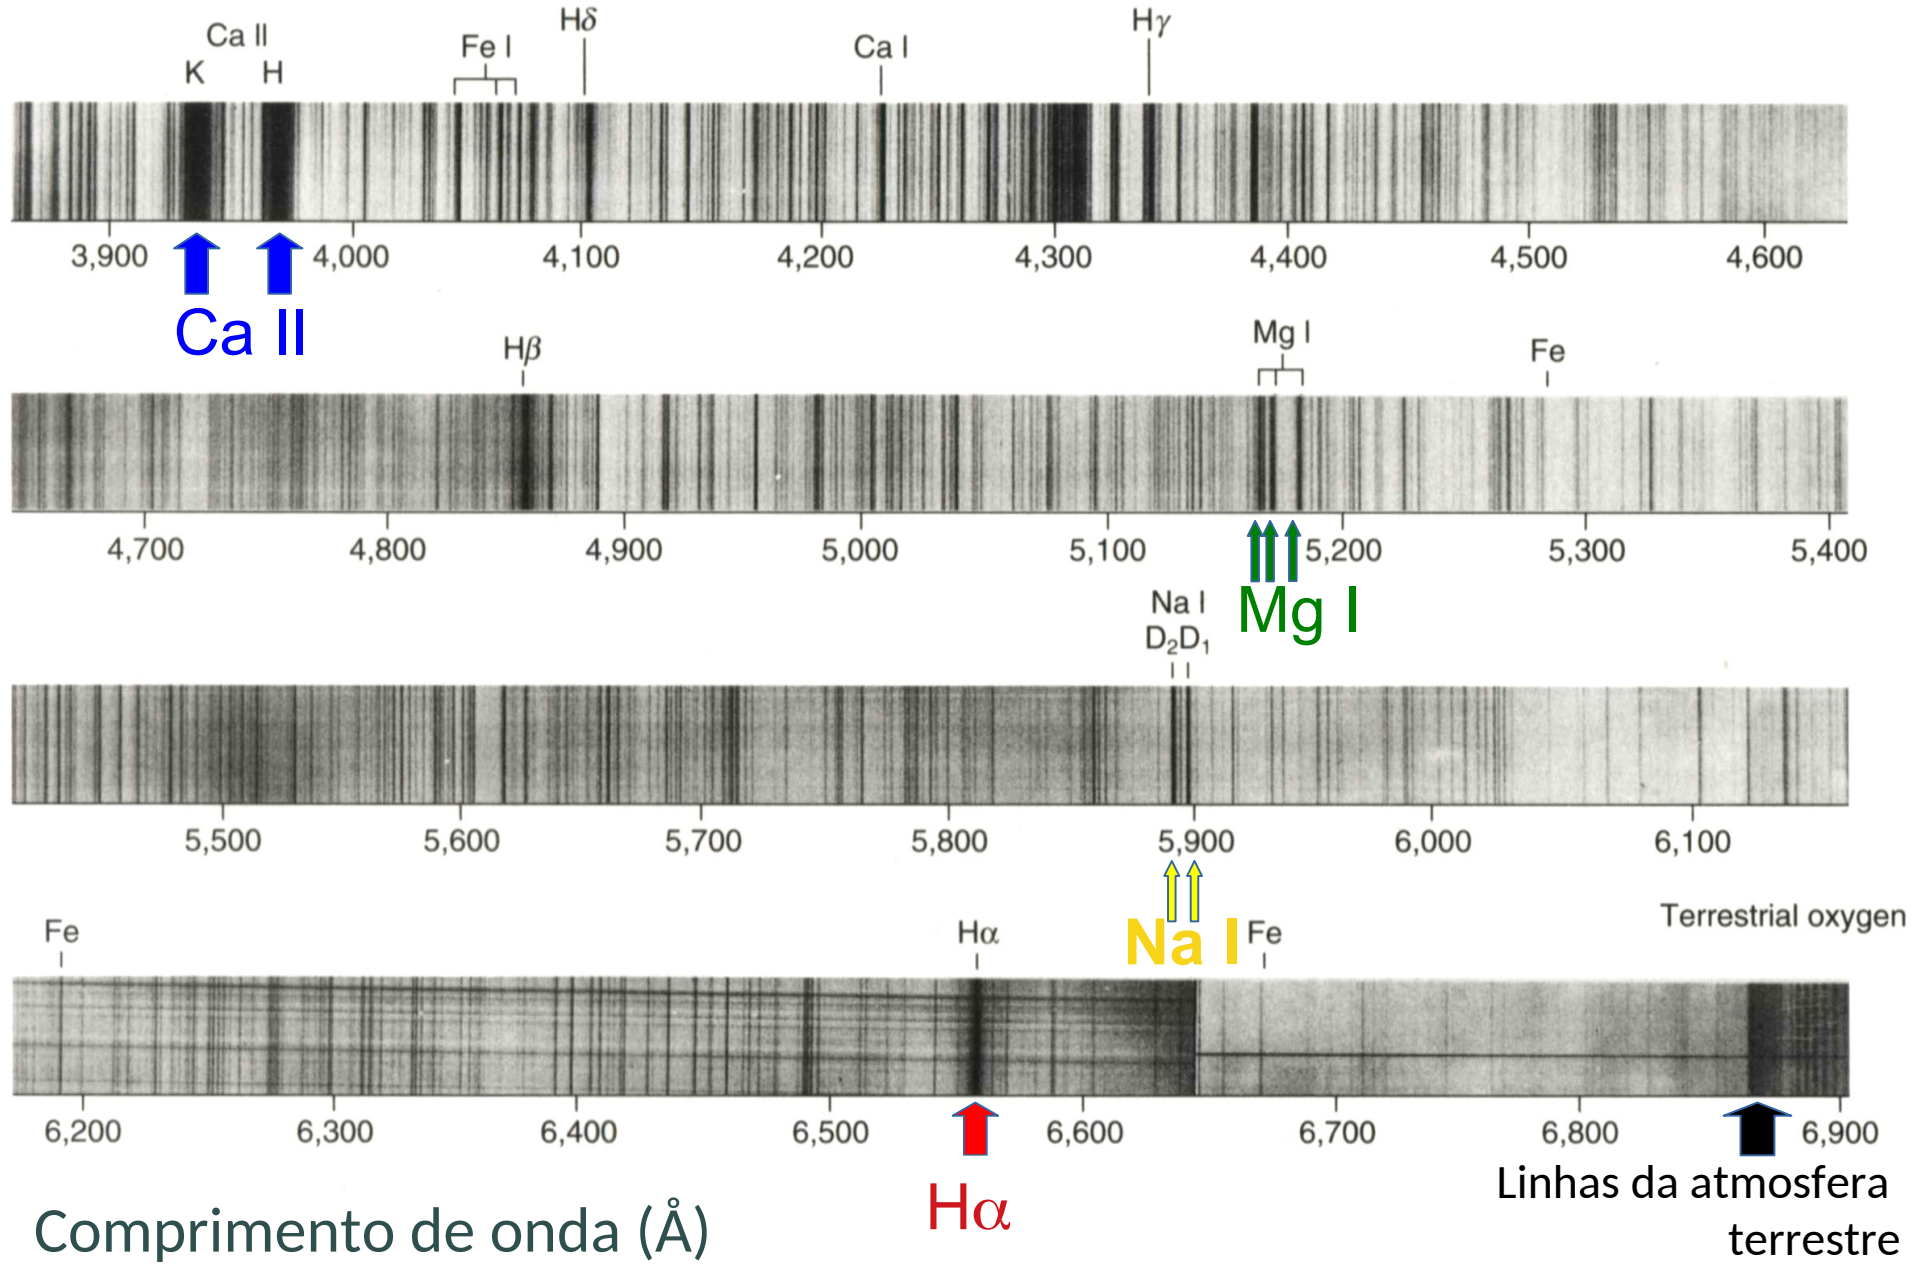 Ca II
K H
Fe I
Hδ
Ca I
Hγ
3,900 4,000 4,100 4,200 4,300 4,400 4,500 4,600
Ca II
Hβ
Mg I
Fe
4,700 4,800 4,900 5,000 5,100 5,200 5,300 5,400
Mg I
Na I
D₂D₁
5,500 5,600 5,700 5,800 5,900 6,000 6,100
Na I
Fe
Hα
Fe
Terrestrial oxygen
6,200 6,300 6,400 6,500 6,600 6,700 6,800 6,900
Hα
Linhas da atmosfera
terrestre
Comprimento de onda (Å)